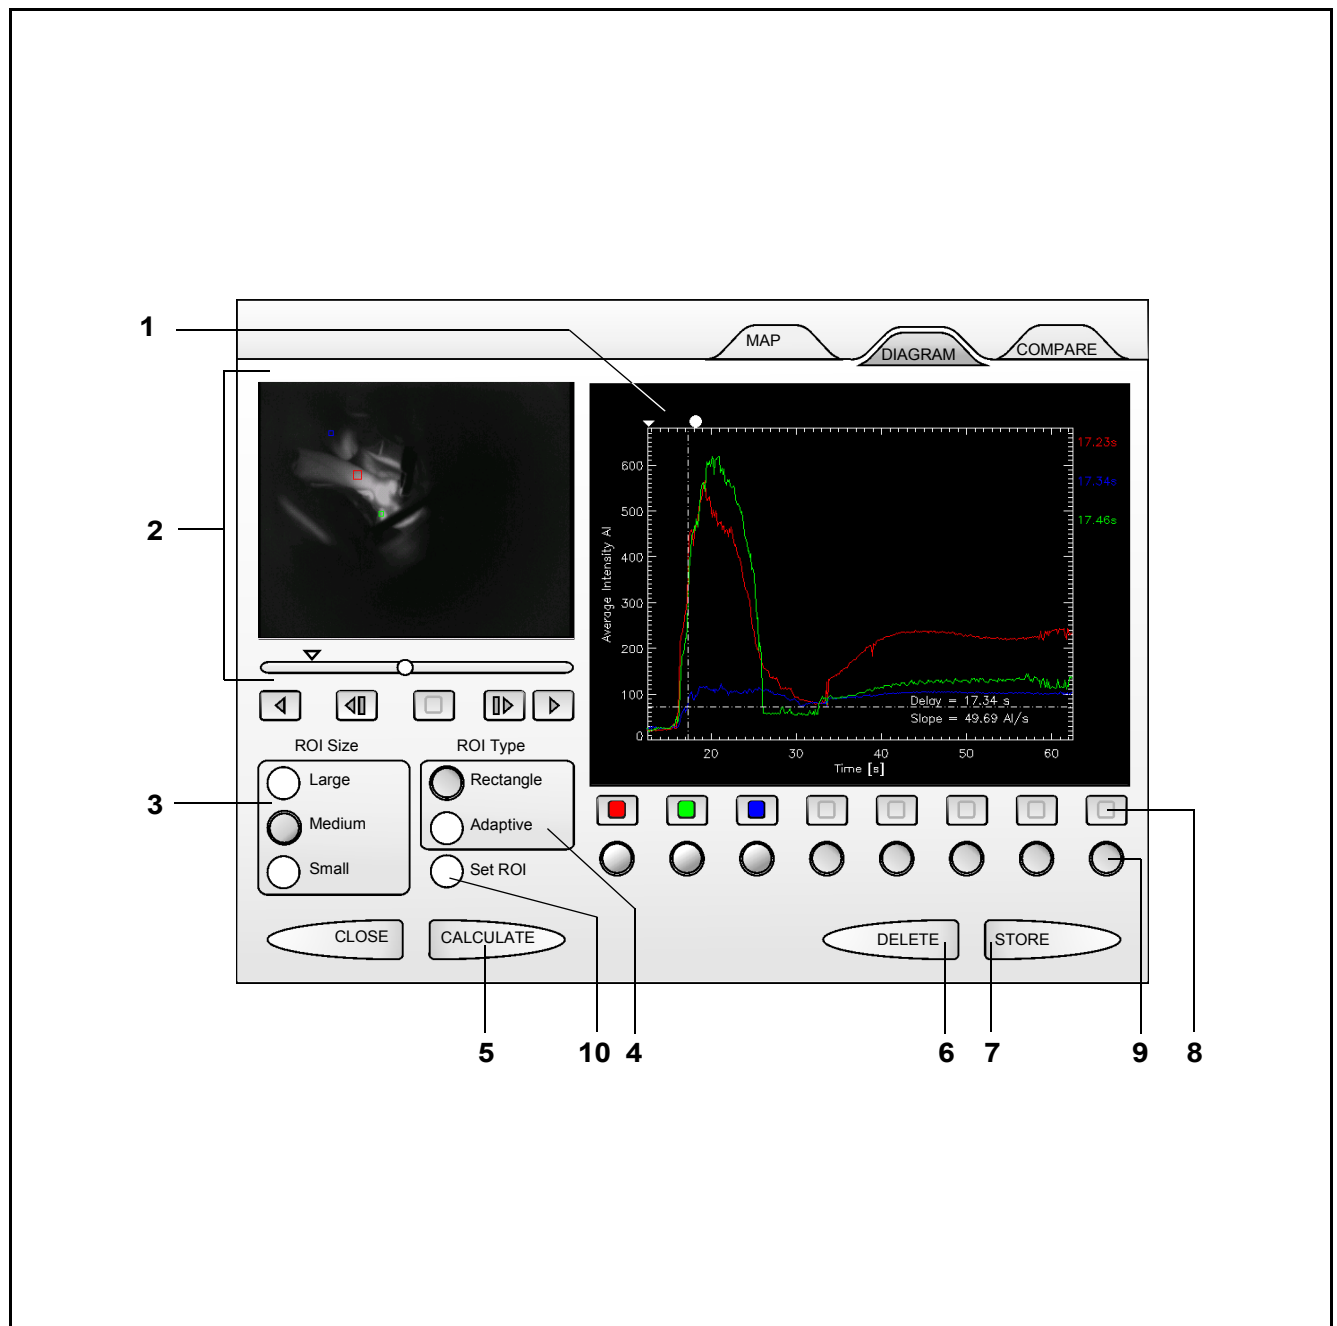 1
MAP
DIAGRAM
COMPARE
2
600
500
400
300
200
100
0
Average Intensity AI
17.23s
17.34s
17.46s
Delay = 17.34 s
Slope = 49.69 AI/s
20 30 40 50 60
Time [s]
ROI Size
ROI Type
3
Large
Medium
Small
Rectangle
Adaptive
Set ROI
CLOSE
CALCULATE
DELETE
STORE
5
10
4
6
7
9
8